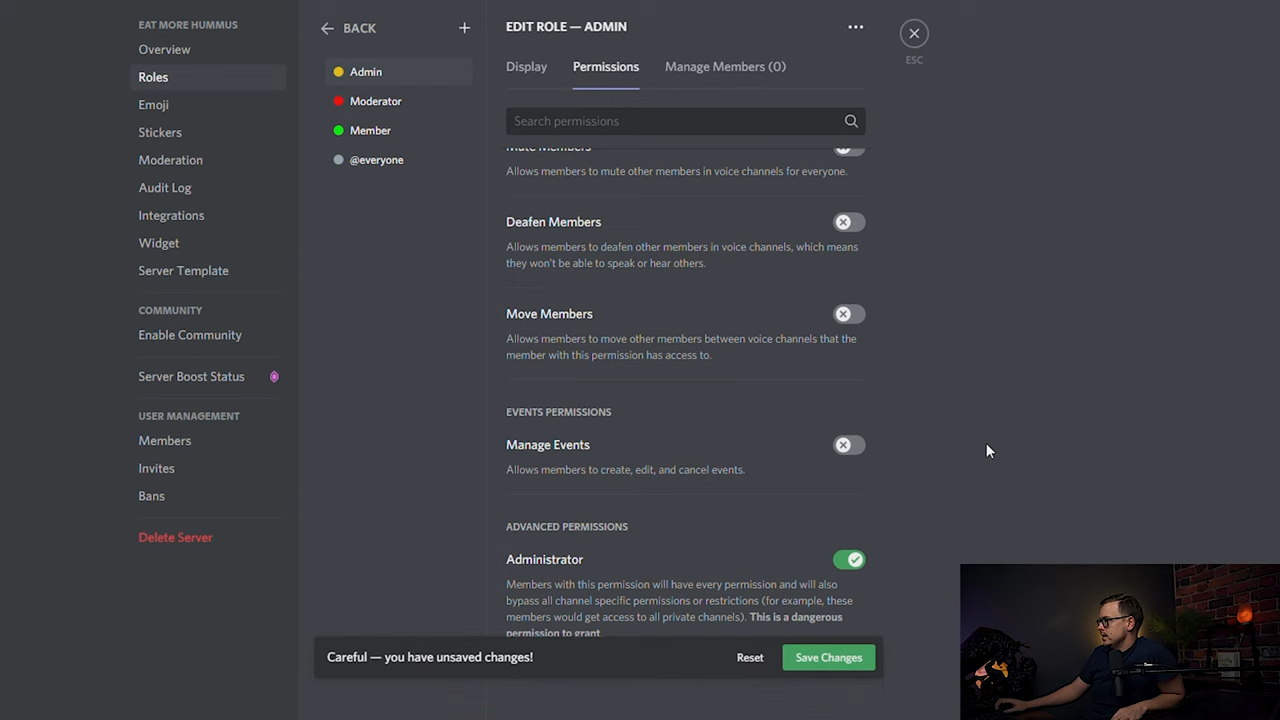 EAT MORE HUMMUS
Overview
Roles
Emoji
Stickers
Moderation
Audit Log
Integrations
Widget
Server Template
COMMUNITY
Enable Community
Server Boost Status
USER MANAGEMENT
Members
Invites
Bans
Delete Server
BACK
Admin
Moderator
Member
@everyone
EDIT ROLE — ADMIN
Display
Permissions
Manage Members (0)
Search permissions
Mute Members
Allows members to mute other members in voice channels for everyone.
Deafen Members
Allows members to deafen other members in voice channels, which means
they won't be able to speak or hear others.
Move Members
Allows members to move other members between voice channels that the
member with this permission has access to.
EVENTS PERMISSIONS
Manage Events
Allows members to create, edit, and cancel events.
ADVANCED PERMISSIONS
Administrator
Members with this permission will have every permission and will also
bypass all channel specific permissions or restrictions (for example, these
members would get access to all private channels). This is a dangerous
permission to grant.
Careful — you have unsaved changes!
Reset
Save Changes
ESC